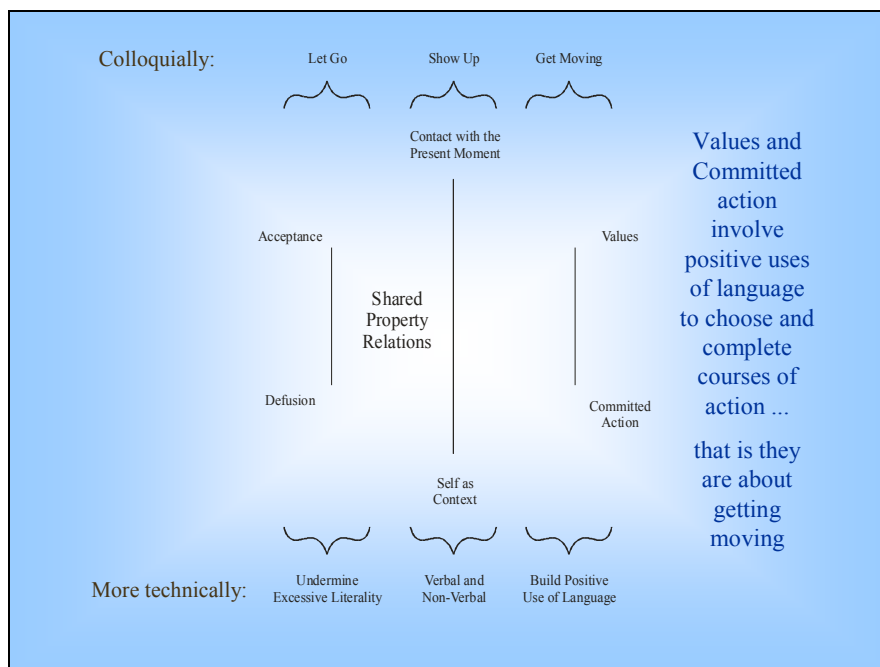 Colloquially:
Let Go
Show Up
Get Moving
Contact with the
Present Moment
Acceptance
Values
Shared
Property
Relations
Defusion
Committed
Action
Self as
Context
More technically:
Undermine
Excessive Literality
Verbal and
Non-Verbal
Build Positive
Use of Language
Values and
Committed
action
involve
positive uses
of language
to choose and
complete
courses of
action ...
that is they
are about
getting
moving